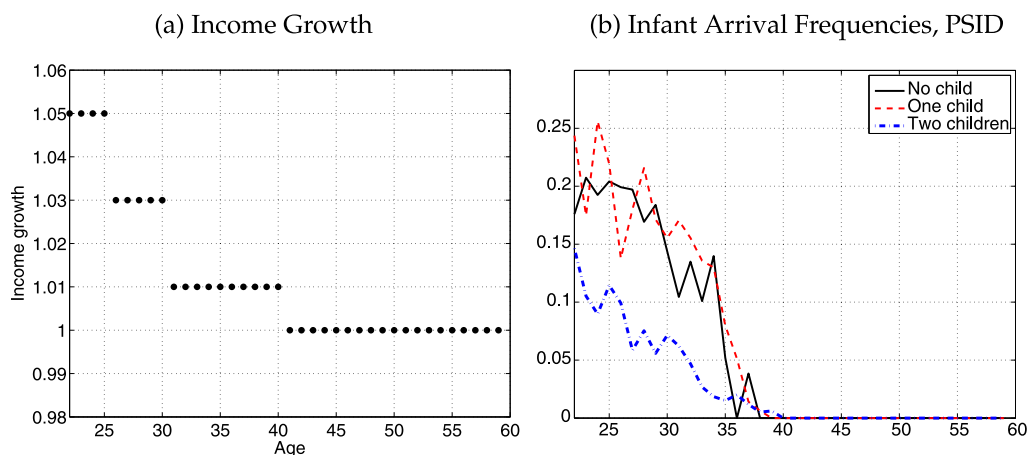 (a) Income Growth
1.06
1.05
1.04
1.03
1.02
1.01
1
0.99
0.98
25 30 35 40 45 50 55 60
Age
Income growth
(b) Infant Arrival Frequencies, PSID
No child
One child
Two children
0.25
0.2
0.15
0.1
0.05
0
25 30 35 40 45 50 55 60